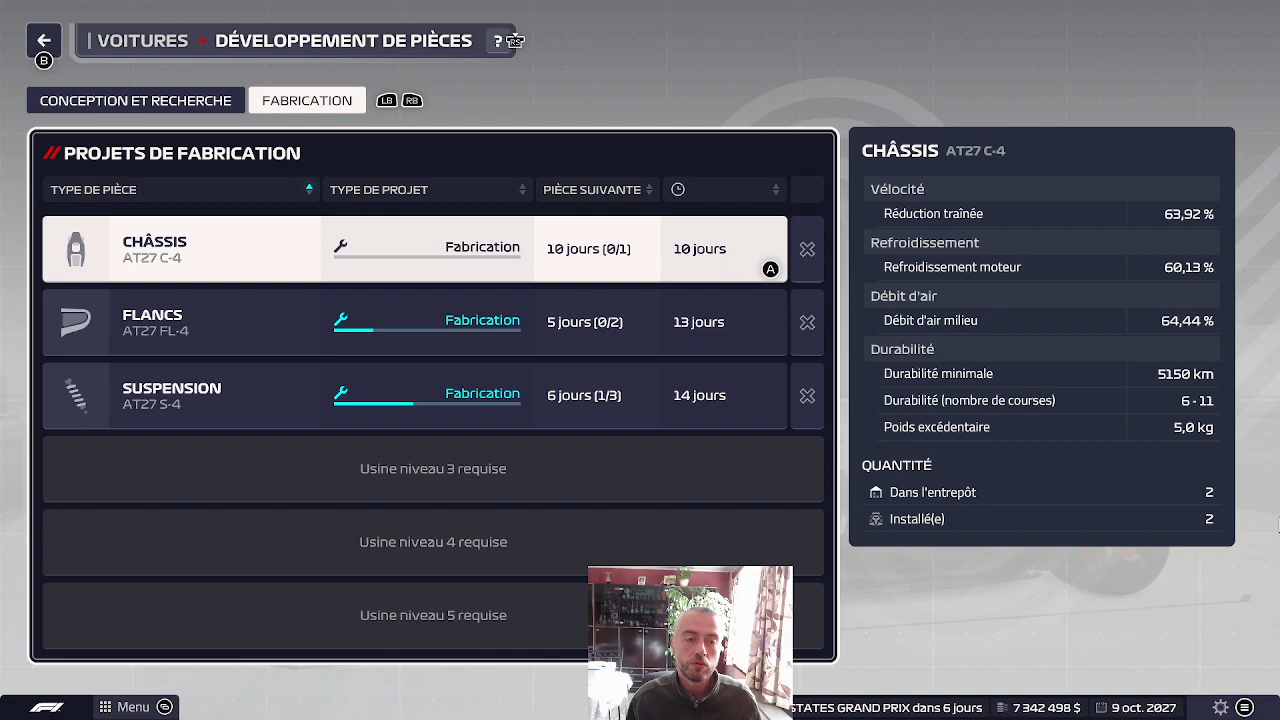 B
| VOITURES DÉVELOPPEMENT DE PIÈCES ? RS
CONCEPTION ET RECHERCHE FABRICATION LB RB
PROJETS DE FABRICATION
TYPE DE PIÈCE TYPE DE PROJET PIÈCE SUIVANTE
CHÂSSIS
AT27 C-4
Fabrication
10 jours (0/1)
10 jours
A
FLANCS
AT27 FL-4
Fabrication
5 jours (0/2)
13 jours
SUSPENSION
AT27 S-4
Fabrication
6 jours (1/3)
14 jours
Usine niveau 3 requise
Usine niveau 4 requise
Usine niveau 5 requise
CHÂSSIS AT27 C-4
Vélocité
Réduction traînée 63,92 %
Refroidissement
Refroidissement moteur 60,13 %
Débit d'air
Débit d'air milieu 64,44 %
Durabilité
Durabilité minimale 5150 km
Durabilité (nombre de courses) 6 - 11
Poids excédentaire 5,0 kg
QUANTITÉ
Dans l'entrepôt 2
Installé(e) 2
Menu
STATES GRAND PRIX dans 6 jours 7 342 498 $ 9 oct. 2027